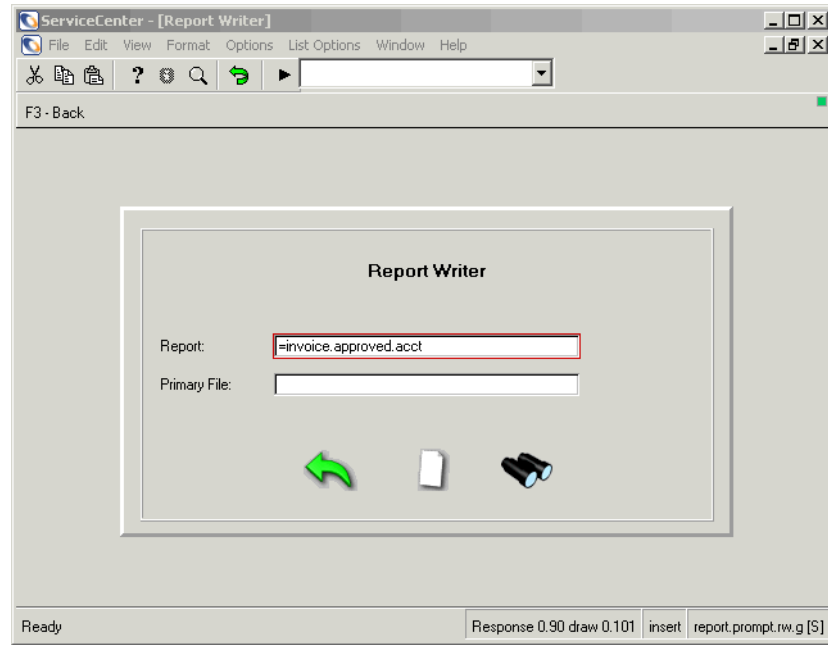 ServiceCenter - [Report Writer]
File Edit View Format Options List Options Window Help
?
F3 - Back
Report Writer
Report: =invoice.approved.acct
Primary File:
Ready Response 0.90 draw 0.101 insert report.prompt.rw.g [S]